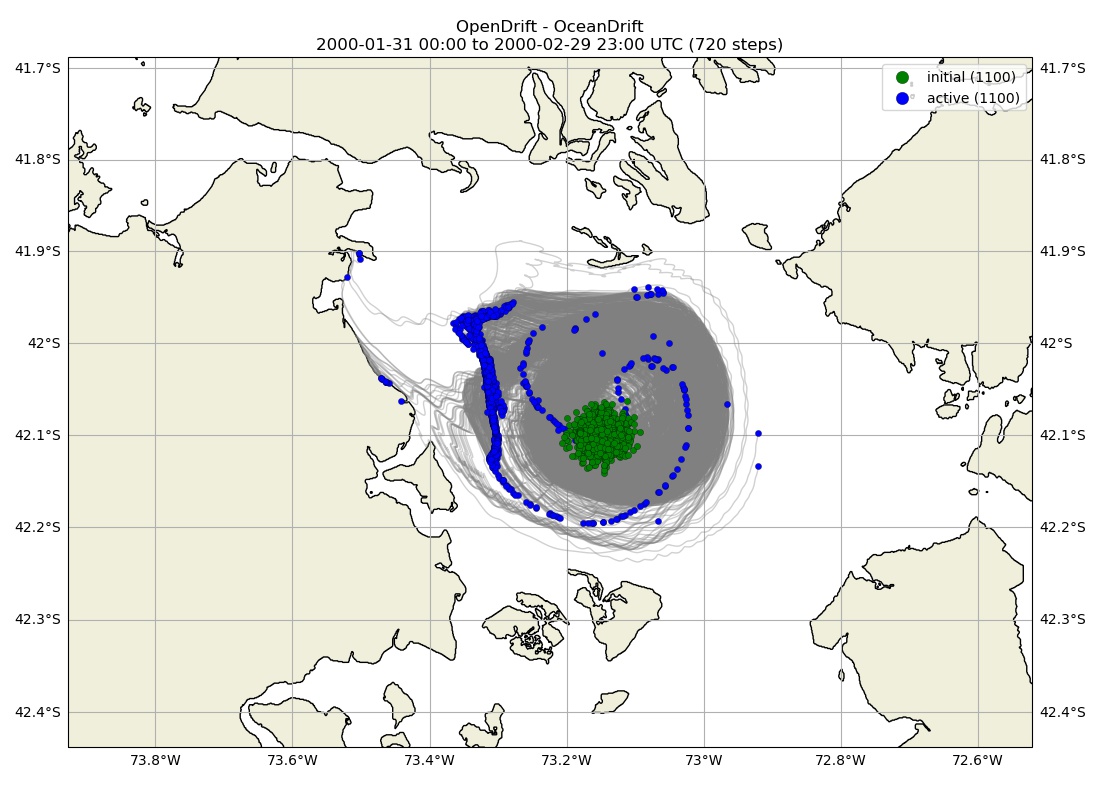 OpenDrift - OceanDrift
2000-01-31 00:00 to 2000-02-29 23:00 UTC (720 steps)
41.7°S
41.7°S
initial (1100)
active (1100)
41.8°S
41.8°S
41.9°S
41.9°S
42°S
42°S
42.1°S
42.1°S
42.2°S
42.2°S
42.3°S
42.3°S
42.4°S
42.4°S
73.8°W
73.6°W
73.4°W
73.2°W
73°W
72.8°W
72.6°W